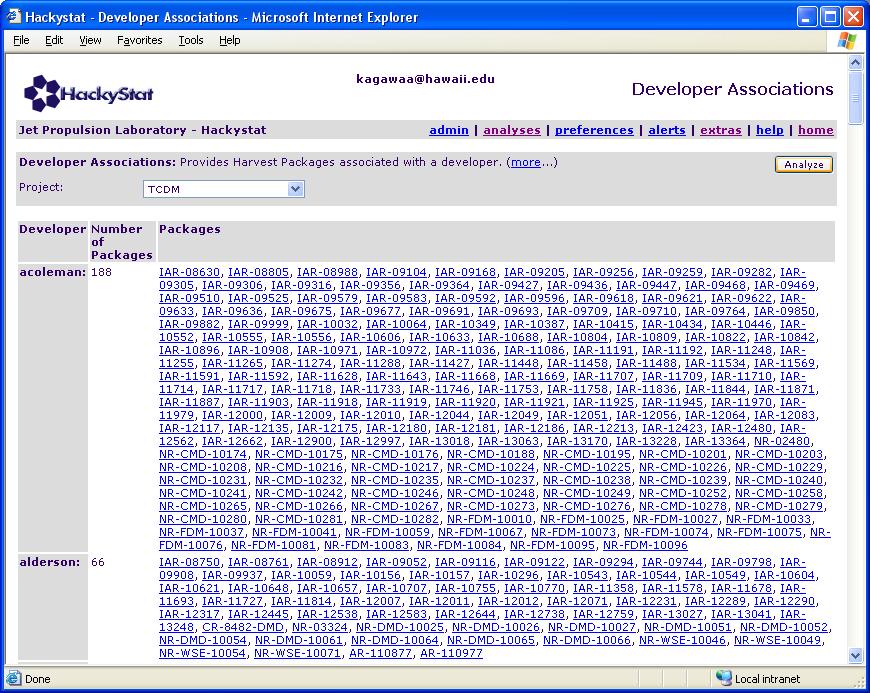 Hackystat - Developer Associations - Microsoft Internet Explorer
File Edit View Favorites Tools Help
HackyStat
kagawaa@hawaii.edu
Developer Associations
Jet Propulsion Laboratory - Hackystat
admin | analyses | preferences | alerts | extras | help | home
Developer Associations: Provides Harvest Packages associated with a developer. (more...)
Analyze
Project: TCDM
Developer Number of Packages Packages
acoleman: 188
IAR-08630, IAR-08805, IAR-08988, IAR-09104, IAR-09168, IAR-09205, IAR-09256, IAR-09259, IAR-09282, IAR-
09305, IAR-09306, IAR-09316, IAR-09356, IAR-09364, IAR-09427, IAR-09436, IAR-09447, IAR-09468, IAR-09469,
IAR-09510, IAR-09525, IAR-09579, IAR-09583, IAR-09592, IAR-09596, IAR-09618, IAR-09621, IAR-09622, IAR-
09633, IAR-09636, IAR-09675, IAR-09677, IAR-09691, IAR-09693, IAR-09709, IAR-09710, IAR-09764, IAR-09850,
IAR-09882, IAR-09999, IAR-10032, IAR-10064, IAR-10349, IAR-10387, IAR-10415, IAR-10434, IAR-10446, IAR-
10552, IAR-10555, IAR-10556, IAR-10606, IAR-10633, IAR-10688, IAR-10804, IAR-10809, IAR-10822, IAR-10842,
IAR-10896, IAR-10908, IAR-10971, IAR-10972, IAR-11036, IAR-11086, IAR-11191, IAR-11192, IAR-11248, IAR-
11255, IAR-11265, IAR-11274, IAR-11288, IAR-11427, IAR-11448, IAR-11458, IAR-11488, IAR-11534, IAR-11569,
IAR-11591, IAR-11592, IAR-11628, IAR-11643, IAR-11668, IAR-11669, IAR-11707, IAR-11709, IAR-11710, IAR-
11714, IAR-11717, IAR-11718, IAR-11733, IAR-11746, IAR-11753, IAR-11758, IAR-11836, IAR-11844, IAR-11871,
IAR-11887, IAR-11903, IAR-11918, IAR-11919, IAR-11920, IAR-11921, IAR-11925, IAR-11945, IAR-11970, IAR-
11979, IAR-12000, IAR-12009, IAR-12010, IAR-12044, IAR-12049, IAR-12051, IAR-12056, IAR-12064, IAR-12083,
IAR-12117, IAR-12135, IAR-12175, IAR-12180, IAR-12181, IAR-12186, IAR-12213, IAR-12423, IAR-12480, IAR-
12562, IAR-12662, IAR-12900, IAR-12997, IAR-13018, IAR-13063, IAR-13170, IAR-13228, IAR-13364, NR-02480,
NR-CMD-10174, NR-CMD-10175, NR-CMD-10176, NR-CMD-10188, NR-CMD-10195, NR-CMD-10201, NR-CMD-10203,
NR-CMD-10208, NR-CMD-10216, NR-CMD-10217, NR-CMD-10224, NR-CMD-10225, NR-CMD-10226, NR-CMD-10229,
NR-CMD-10231, NR-CMD-10232, NR-CMD-10235, NR-CMD-10237, NR-CMD-10238, NR-CMD-10239, NR-CMD-10240,
NR-CMD-10241, NR-CMD-10242, NR-CMD-10246, NR-CMD-10248, NR-CMD-10249, NR-CMD-10252, NR-CMD-10258,
NR-CMD-10265, NR-CMD-10266, NR-CMD-10267, NR-CMD-10273, NR-CMD-10276, NR-CMD-10278, NR-CMD-10279,
NR-CMD-10280, NR-CMD-10281, NR-CMD-10282, NR-FDM-10010, NR-FDM-10025, NR-FDM-10027, NR-FDM-10033,
NR-FDM-10037, NR-FDM-10041, NR-FDM-10059, NR-FDM-10067, NR-FDM-10073, NR-FDM-10074, NR-FDM-10075, NR-
FDM-10076, NR-FDM-10081, NR-FDM-10083, NR-FDM-10084, NR-FDM-10095, NR-FDM-10096
alderson: 66
IAR-08750, IAR-08761, IAR-08912, IAR-09052, IAR-09116, IAR-09122, IAR-09294, IAR-09744, IAR-09798, IAR-
09908, IAR-09937, IAR-10059, IAR-10156, IAR-10157, IAR-10296, IAR-10543, IAR-10544, IAR-10549, IAR-10604,
IAR-10621, IAR-10648, IAR-10657, IAR-10707, IAR-10755, IAR-10770, IAR-11358, IAR-11578, IAR-11678, IAR-
11693, IAR-11727, IAR-11814, IAR-12007, IAR-12011, IAR-12012, IAR-12071, IAR-12231, IAR-12289, IAR-12290,
IAR-12317, IAR-12445, IAR-12538, IAR-12583, IAR-12644, IAR-12738, IAR-12759, IAR-13027, IAR-13041, IAR-
13248, CR-8482-DMD, NR-03324, NR-DMD-10025, NR-DMD-10026, NR-DMD-10027, NR-DMD-10051, NR-DMD-10052,
NR-DMD-10054, NR-DMD-10061, NR-DMD-10064, NR-DMD-10065, NR-DMD-10066, NR-WSE-10046, NR-WSE-10049,
NR-WSE-10054, NR-WSE-10071, AR-110877, AR-110977
Done
Local intranet